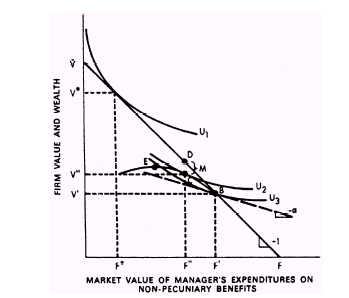 FIRM VALUE AND WEALTH
V̄
V*
V"
V'
U1
D
E
M
B
U2
U3
-α
-1
F*
F"
F'
F̄
MARKET VALUE OF MANAGER'S EXPENDITURES ON
NON-PECUNIARY BENEFITS